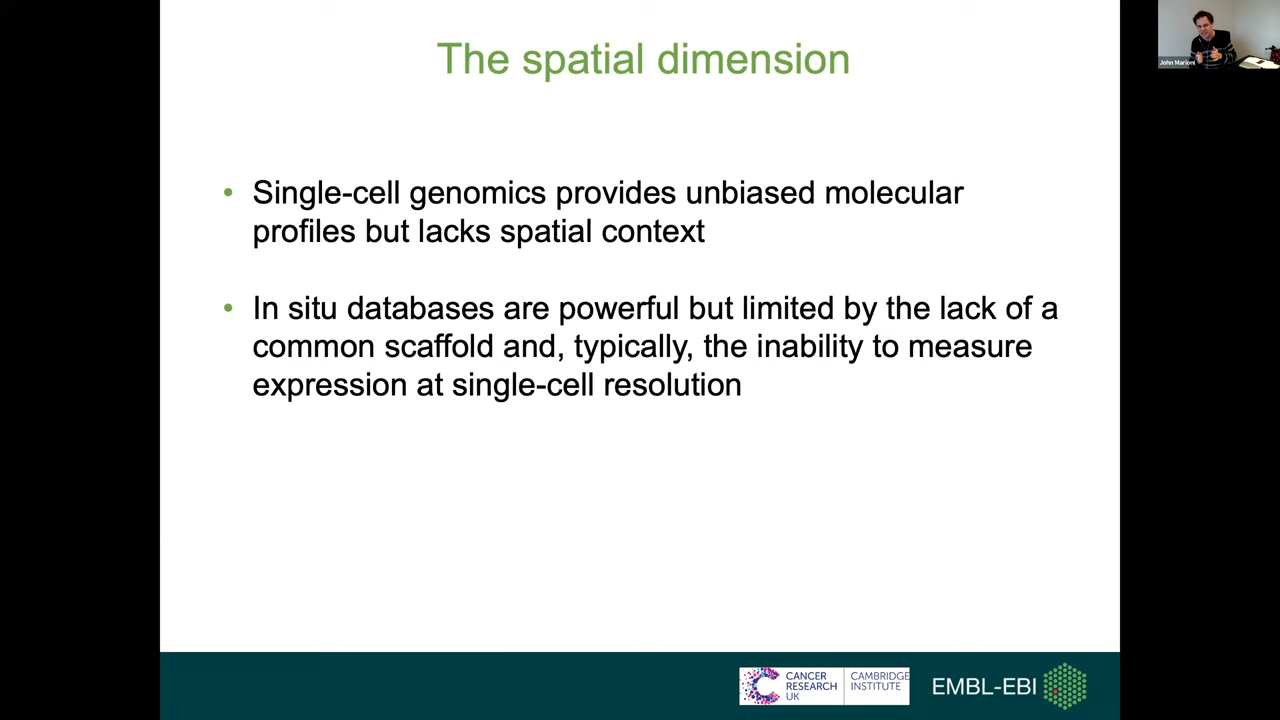 The spatial dimension
John Marioni
• Single-cell genomics provides unbiased molecular
profiles but lacks spatial context
• In situ databases are powerful but limited by the lack of a
common scaffold and, typically, the inability to measure
expression at single-cell resolution
CANCER
RESEARCH
UK
CAMBRIDGE
INSTITUTE
EMBL-EBI